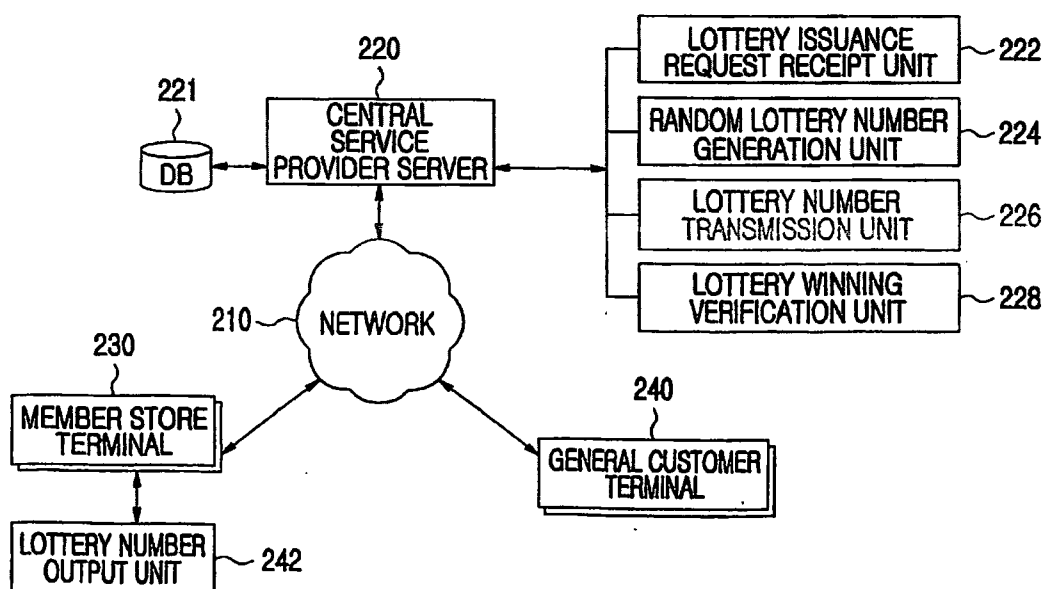 220
221
CENTRAL
SERVICE
PROVIDER SERVER
DB
LOTTERY ISSUANCE
REQUEST RECEIPT UNIT
222
RANDOM LOTTERY NUMBER
GENERATION UNIT
224
LOTTERY NUMBER
TRANSMISSION UNIT
226
LOTTERY WINNING
VERIFICATION UNIT
228
210
NETWORK
230
MEMBER STORE
TERMINAL
240
GENERAL CUSTOMER
TERMINAL
LOTTERY NUMBER
OUTPUT UNIT
242